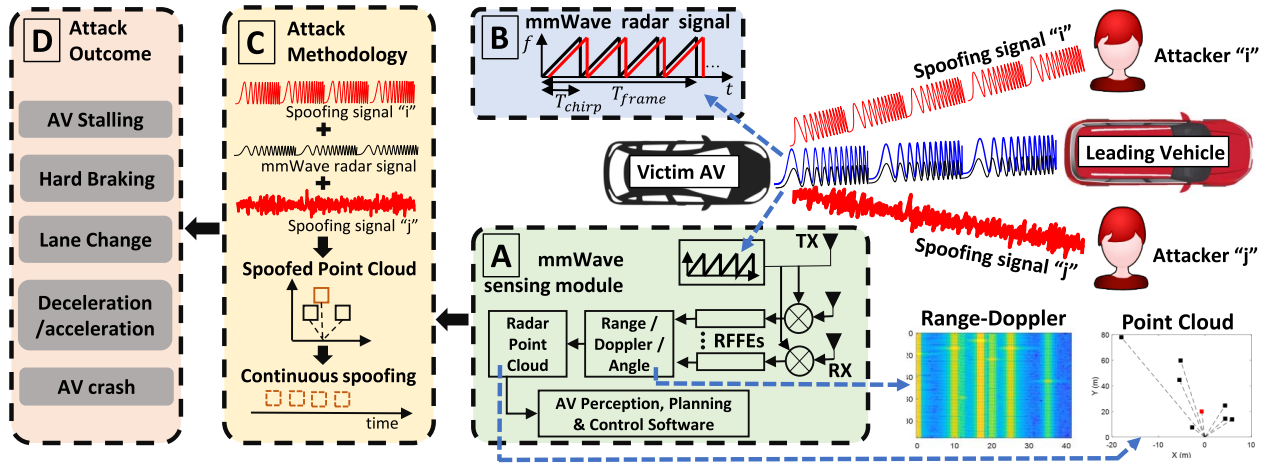 D
Attack
Outcome
AV Stalling
Hard Braking
Lane Change
Deceleration
/acceleration
AV crash
C
Attack
Methodology
Spoofing signal “i”
+
mmWave radar signal
+
Spoofing signal “j”
Spoofed Point Cloud
Continuous spoofing
time
B
mmWave radar signal
f
...
t
T_chirp
T_frame
Victim AV
Leading Vehicle
Spoofing signal “i”
Attacker “i”
Spoofing signal “j”
Attacker “j”
A
mmWave
sensing module
TX
Radar
Point
Cloud
Range /
Doppler /
Angle
RFFEs
RX
AV Perception, Planning
& Control Software
Range-Doppler
0
20
40
60
80
0 10 20 30 40
Point Cloud
Y (m)
80
60
40
20
0
-20 -10 0 10
X (m)